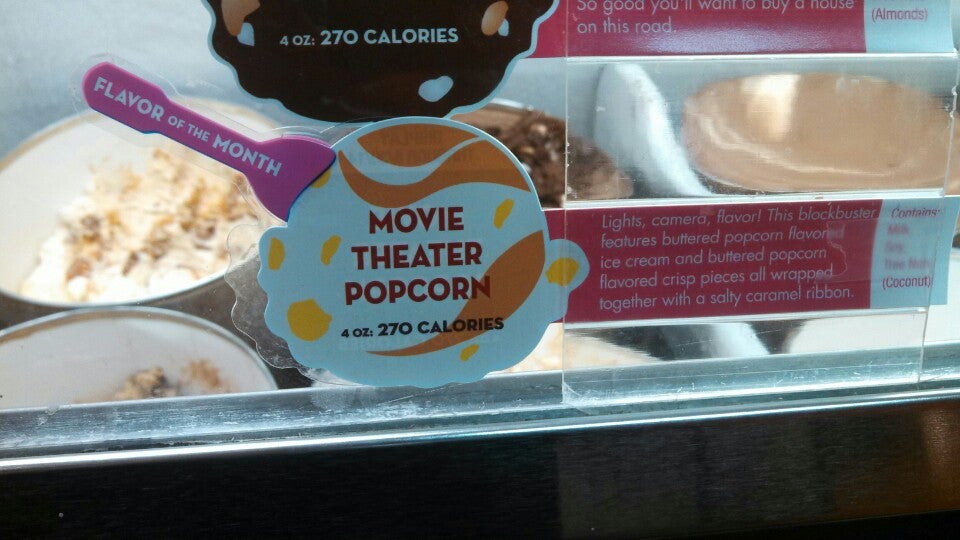 4 OZ: 270 CALORIES
So good you'll want to buy a house
on this road.
(Almonds)
FLAVOR OF THE MONTH
MOVIE
THEATER
POPCORN
4 OZ: 270 CALORIES
Lights, camera, flavor! This blockbuster
features buttered popcorn flavored
ice cream and buttered popcorn
flavored crisp pieces all wrapped
together with a salty caramel ribbon.
Contains:
Milk
Soy
Tree Nuts
(Coconut)